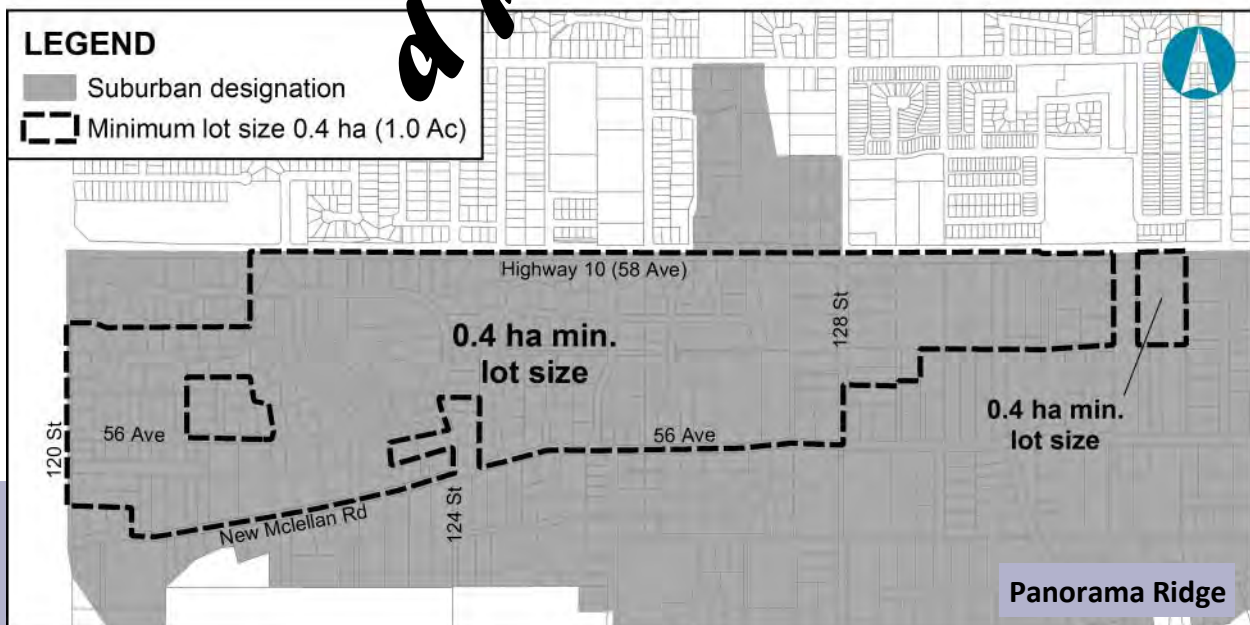 LEGEND
Suburban designation
Minimum lot size 0.4 ha (1.0 Ac)
Highway 10 (58 Ave)
0.4 ha min.
lot size
128 St
0.4 ha min.
lot size
56 Ave
56 Ave
120 St
New Mclellan Rd
124 St
Panorama Ridge